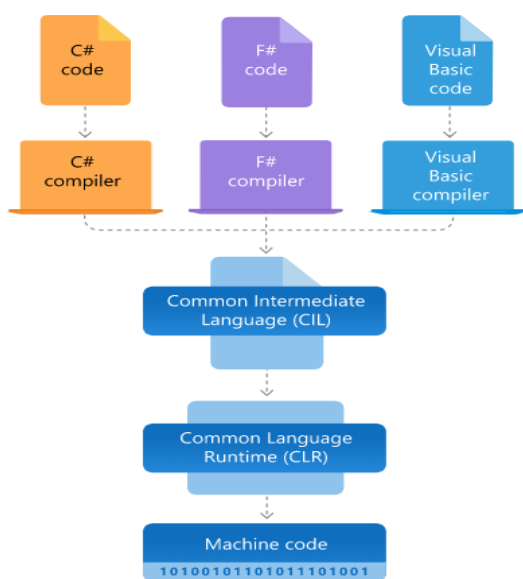 C#
code
F#
code
Visual
Basic
code
C#
compiler
F#
compiler
Visual
Basic
compiler
Common Intermediate
Language (CIL)
Common Language
Runtime (CLR)
Machine code
101001011010111101001